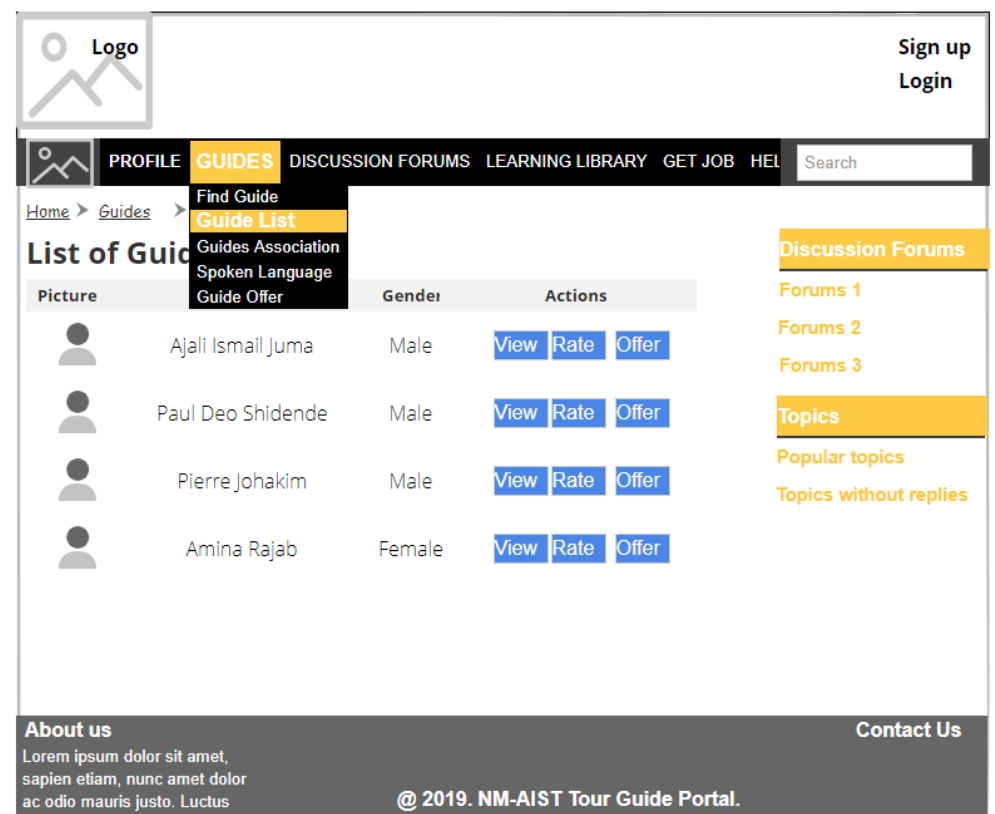 Logo
Sign up
Login
PROFILE GUIDES DISCUSSION FORUMS LEARNING LIBRARY GET JOB HEL Search
Find Guide
Guide List
Guides Association
Spoken Language
Guide Offer
Home > Guides >
List of Guid
Picture Gender Actions
Ajali Ismail Juma Male View Rate Offer
Paul Deo Shidende Male View Rate Offer
Pierre Johakim Male View Rate Offer
Amina Rajab Female View Rate Offer
Discussion Forums
Forums 1
Forums 2
Forums 3
Topics
Popular topics
Topics without replies
About us
Lorem ipsum dolor sit amet,
sapien etiam, nunc amet dolor
ac odio mauris justo. Luctus
Contact Us
@ 2019. NM-AIST Tour Guide Portal.